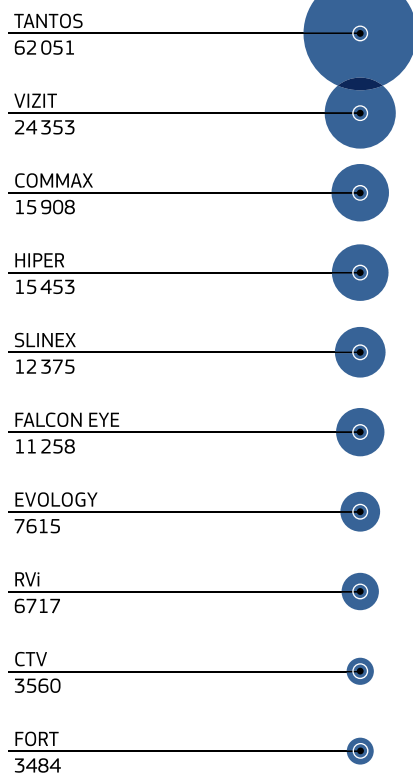 TANTOS
62 051
VIZIT
24 353
COMMAX
15 908
HIPER
15 453
SLINEX
12 375
FALCON EYE
11 258
EVOLOGY
7615
RVi
6717
CTV
3560
FORT
3484